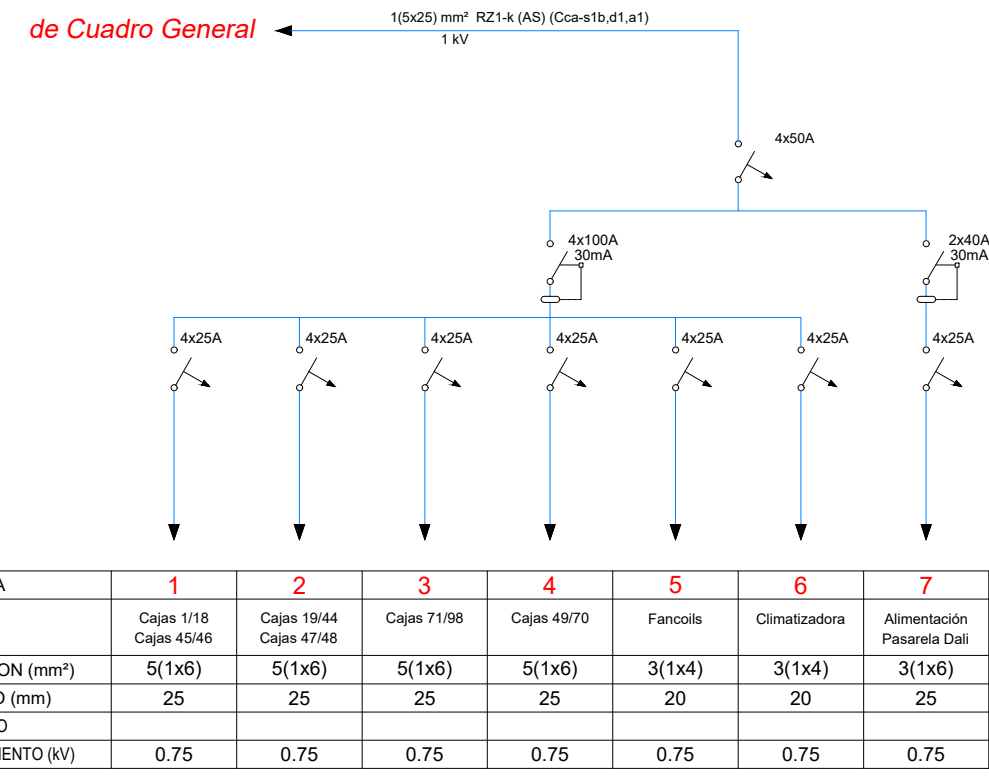 de Cuadro General
1(5x25) mm² RZ1-k (AS) (Cca-s1b,d1,a1)
1 kV
4x50A
4x100A
30mA
2x40A
30mA
4x25A 4x25A 4x25A 4x25A 4x25A 4x25A 4x25A
A 1 2 3 4 5 6 7
Cajas 1/18 Cajas 19/44 Cajas 71/98 Cajas 49/70 Fancoils Climatizadora Alimentación
Cajas 45/46 Cajas 47/48 Pasarela Dali
ON (mm²) 5(1x6) 5(1x6) 5(1x6) 5(1x6) 3(1x4) 3(1x4) 3(1x6)
O (mm) 25 25 25 25 20 20 25
O
IENTO (kV) 0.75 0.75 0.75 0.75 0.75 0.75 0.75